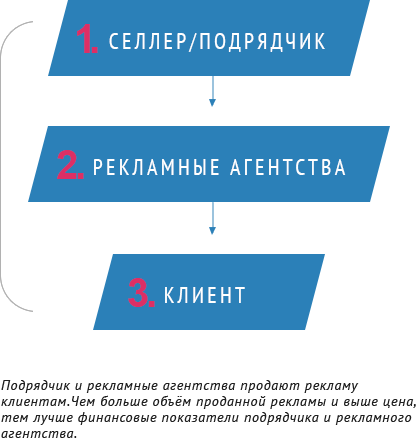 1. СЕЛЛЕР/ПОДРЯДЧИК
2. РЕКЛАМНЫЕ АГЕНТСТВА
3. КЛИЕНТ
Подрядчик и рекламные агентства продают рекламу
клиентам.Чем больше объём проданной рекламы и выше цена,
тем лучше финансовые показатели подрядчика и рекламного
агентства.